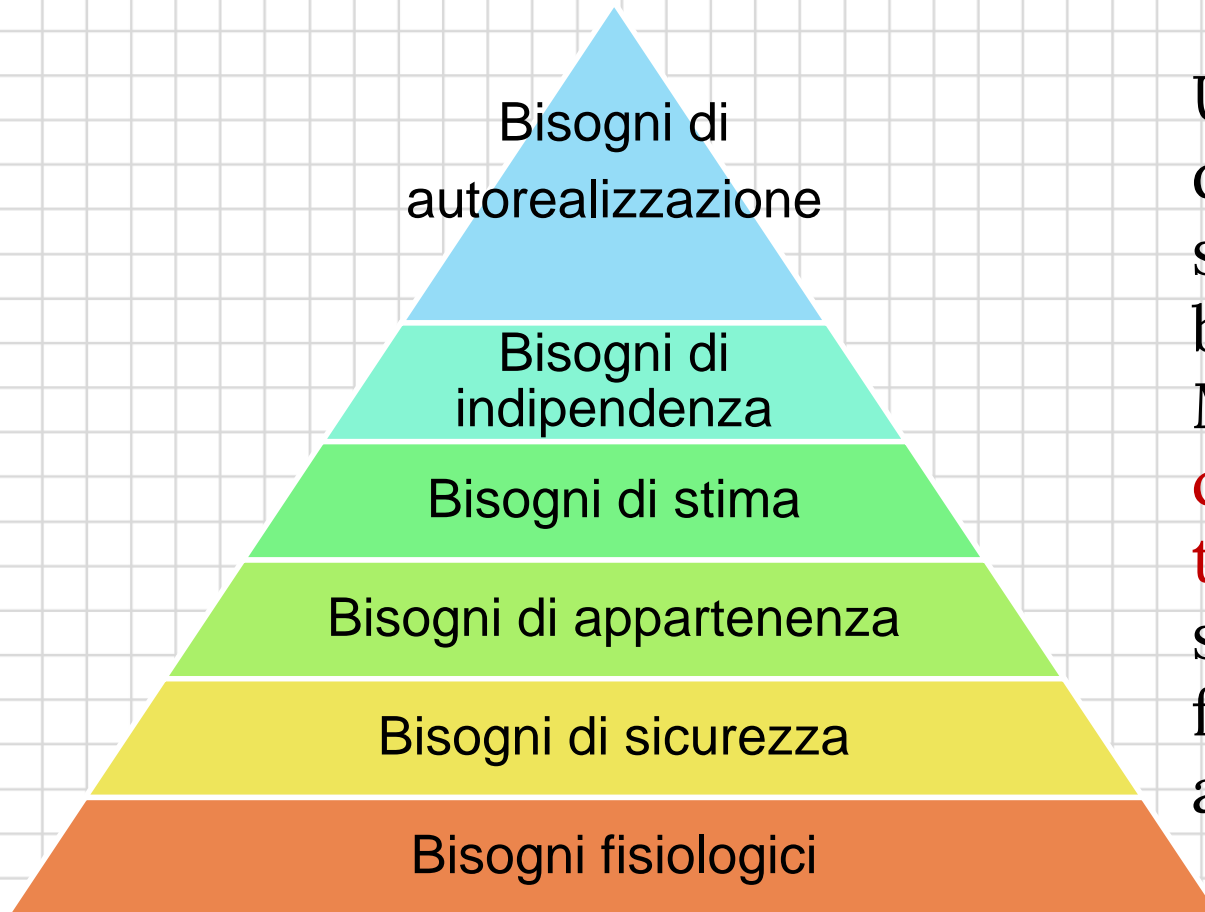 Bisogni di
autorealizzazione
Bisogni di
indipendenza
Bisogni di stima
Bisogni di appartenenza
Bisogni di sicurezza
Bisogni fisiologici